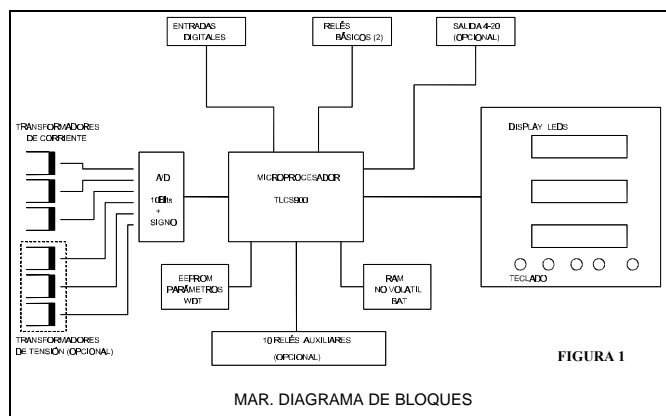 ENTRADAS
DIGITALES
RELÉS
BÁSICOS (2)
SALIDA 4-20
(OPCIONAL)
TRANSFORMADORES
DE CORRIENTE
A/D
10Bits
+
SIGNO
MICROPROCESADOR
TLCS900
DISPLAY LEDS
TECLADO
EEPROM
PARÁMETROS
WDT
RAM
NO VOLATIL
BAT
10 RELÉS AUXILIARES
(OPCIONAL)
TRANSFORMADORES
DE TENSIÓN (OPCIONAL)
FIGURA 1
MAR. DIAGRAMA DE BLOQUES